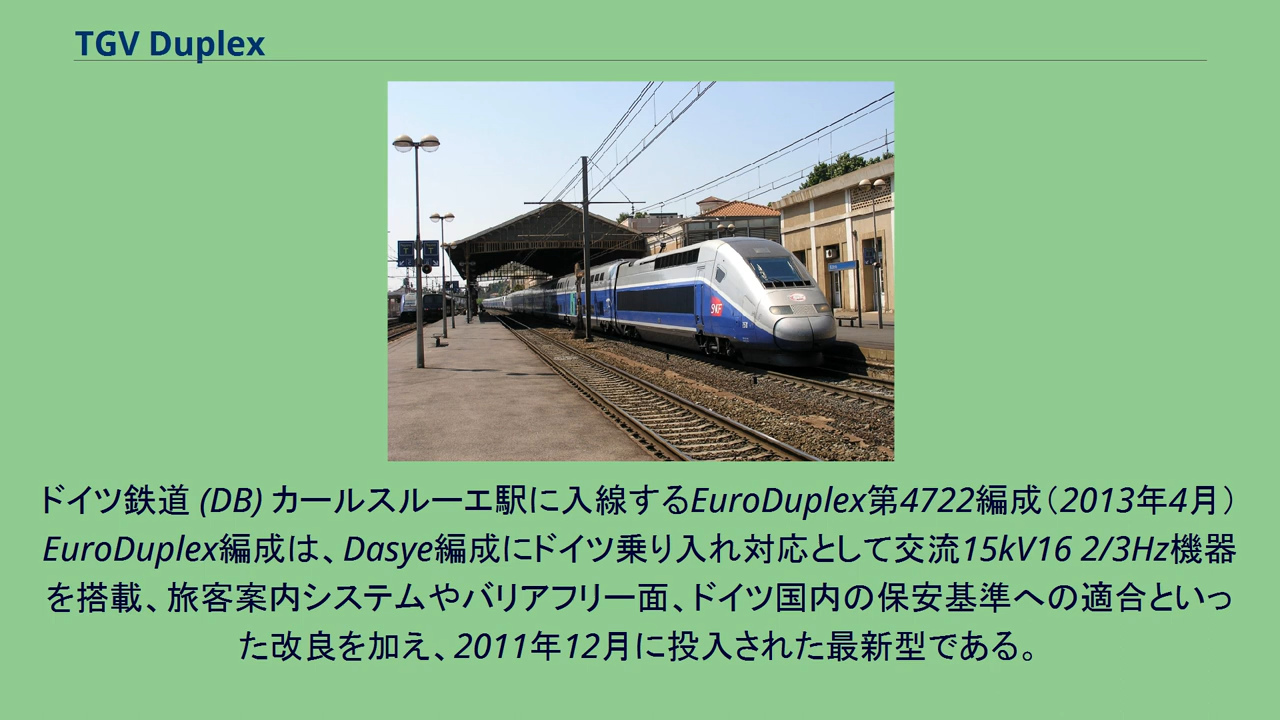 TGV Duplex
SNCF
ドイツ鉄道 (DB) カールスルーエ駅に入線するEuroDuplex第4722編成（2013年4月）
EuroDuplex編成は、Dasye編成にドイツ乗り入れ対応として交流15kV16 2/3Hz機器
を搭載、旅客案内システムやバリアフリー面、ドイツ国内の保安基準への適合といっ
た改良を加え、2011年12月に投入された最新型である。